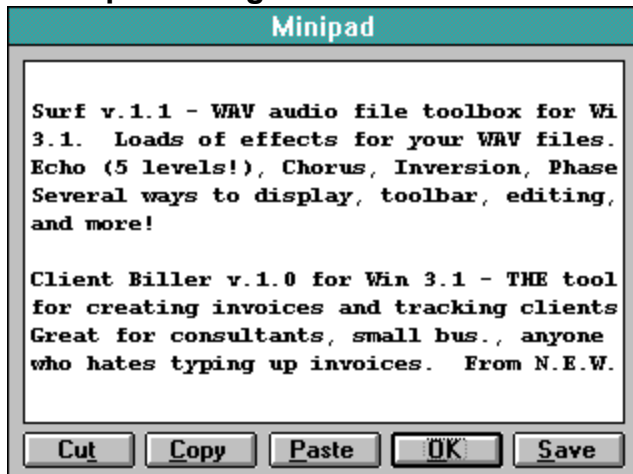 Minipad
Surf v.1.1 - WAV audio file toolbox for Wi
3.1.  Loads of effects for your WAV files.
Echo (5 levels!), Chorus, Inversion, Phase
Several ways to display, toolbar, editing,
and more!
Client Biller v.1.0 for Win 3.1 - THE tool
for creating invoices and tracking clients
Great for consultants, small bus., anyone
who hates typing up invoices.  From N.E.W.
Cut Copy Paste OK Save